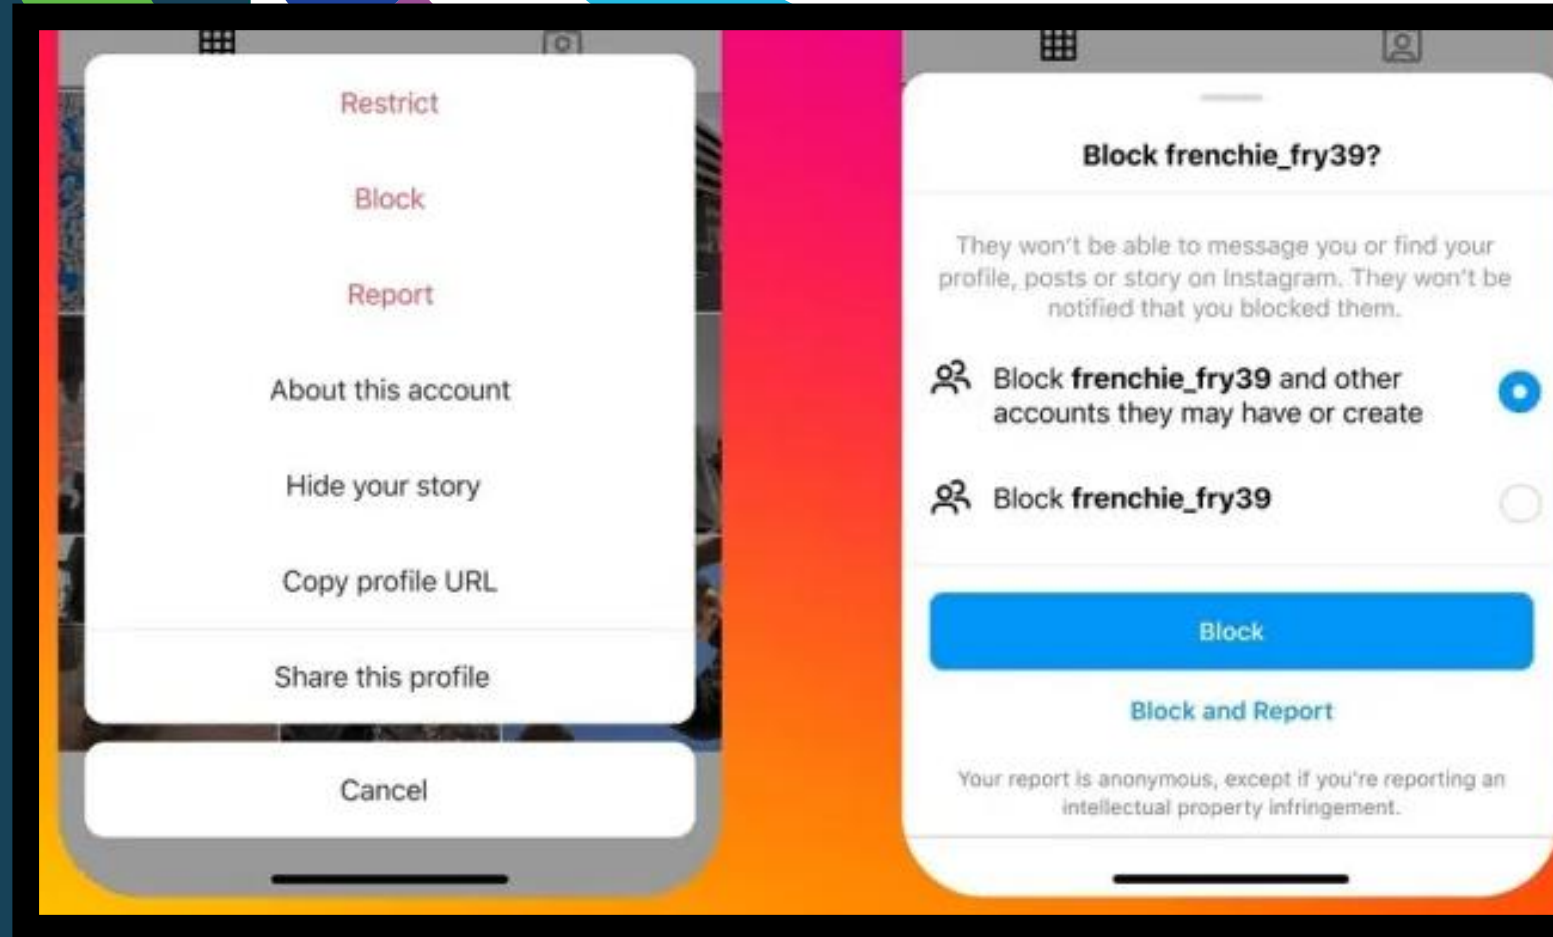 Restrict
Block
Report
About this account
Hide your story
Copy profile URL
Share this profile
Cancel
Block frenchie_fry39?
They won't be able to message you or find your
profile, posts or story on Instagram. They won't be
notified that you blocked them.
Block frenchie_fry39 and other
accounts they may have or create
Block frenchie_fry39
Block
Block and Report
Your report is anonymous, except if you're reporting an
intellectual property infringement.